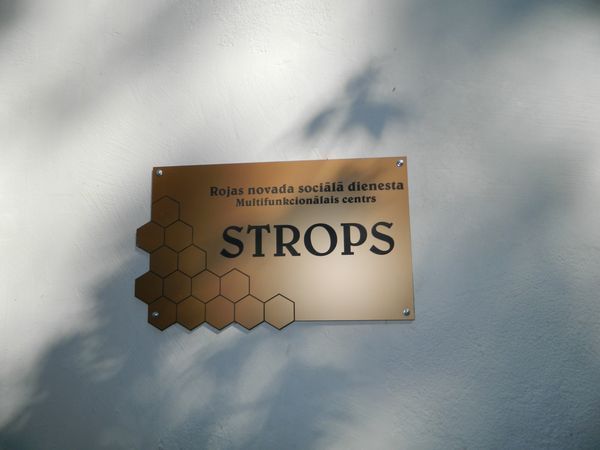 Rojas novada sociālā dienesta
Multifunkcionālais centrs
STROPS